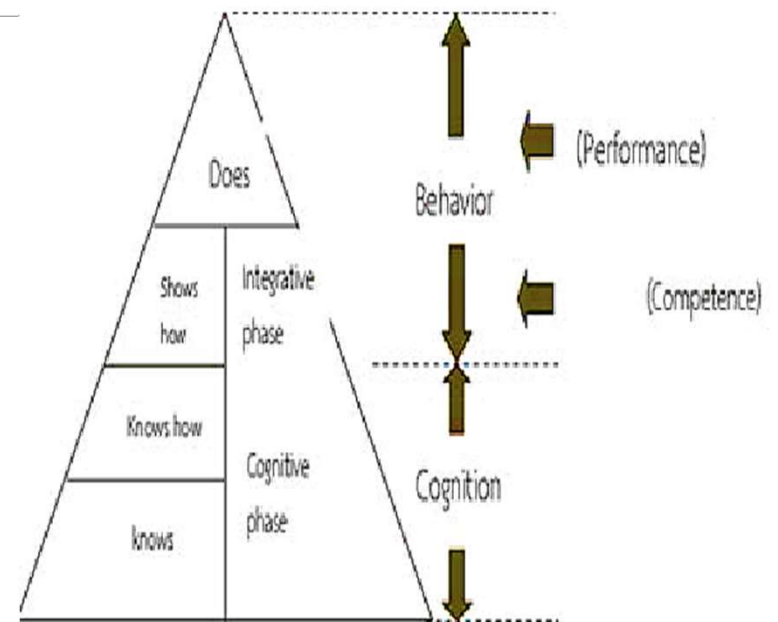 Does
Shows
how
Knows how
knows
Integrative
phase
Cognitive
phase
Behavior
Cognition
(Performance)
(Competence)